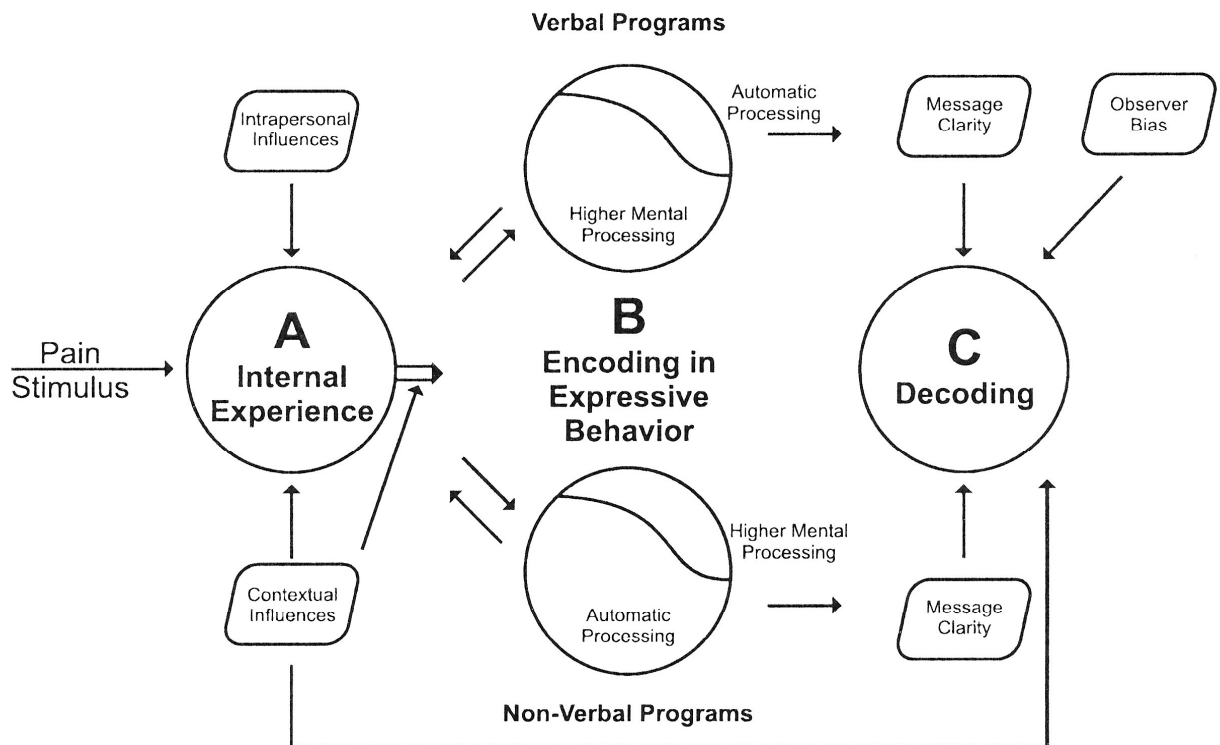 Verbal Programs
Intrapersonal
Influences
Automatic
Processing
Message
Clarity
Observer
Bias
Higher Mental
Processing
Pain
Stimulus
A
Internal
Experience
B
Encoding in
Expressive
Behavior
C
Decoding
Contextual
Influences
Automatic
Processing
Higher Mental
Processing
Message
Clarity
Non-Verbal Programs